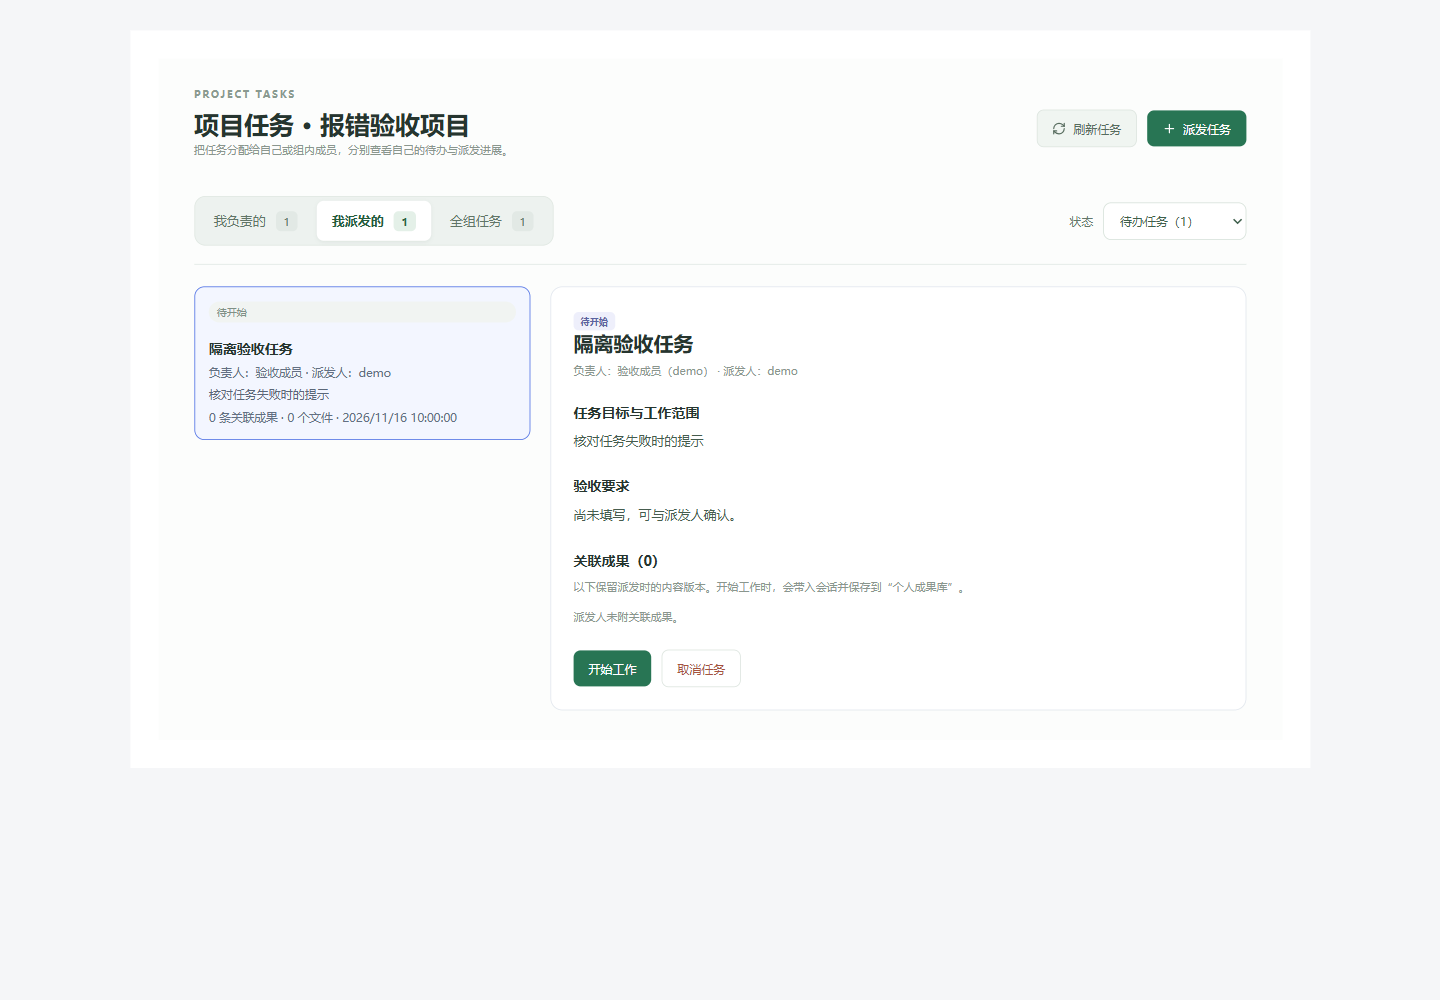 PROJECT TASKS
项目任务 · 报错验收项目
把任务分配给自己或组内成员，分别查看自己的待办与派发进展。
刷新任务
派发任务
我负责的 1
我派发的 1
全组任务 1
状态
待办任务（1）
待开始
隔离验收任务
负责人：验收成员 · 派发人：demo
核对任务失败时的提示
0 条关联成果 · 0 个文件 · 2026/11/16 10:00:00
待开始
隔离验收任务
负责人：验收成员（demo） · 派发人：demo
任务目标与工作范围
核对任务失败时的提示
验收要求
尚未填写，可与派发人确认。
关联成果（0）
以下保留派发时的内容版本。开始工作时，会带入会话并保存到“个人成果库”。
派发人未附关联成果。
开始工作
取消任务